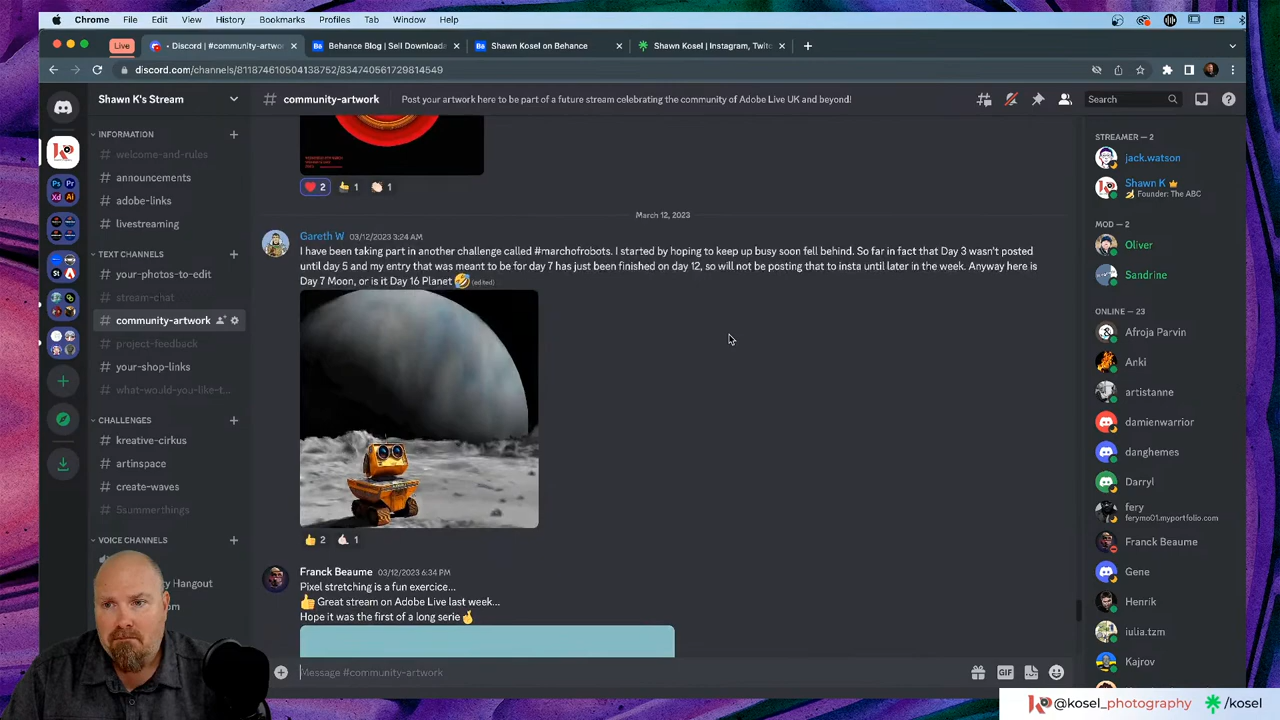 Chrome File Edit View History Bookmarks Profiles Tab Window Help
Live • Discord | #community-artwo Behance Blog | Sell Downloada Shawn Kosel on Behance Shawn Kosel | Instagram, Twitc
discord.com/channels/811874610504138752/834740561729814549
Shawn K's Stream
# community-artwork Post your artwork here to be part of a future stream celebrating the community of Adobe Live UK and beyond! Search
INFORMATION
# welcome-and-rules
# announcements
# adobe-links
# livestreaming
TEXT CHANNELS
# your-photos-to-edit
# stream-chat
# community-artwork
# project-feedback
# your-shop-links
# what-would-you-like-t...
CHALLENGES
# kreative-cirkus
# artinspace
# create-waves
# 5summerthings
VOICE CHANNELS
Ps Pr
Xd Ai
St
2 1 1
March 12, 2023
Gareth W 03/12/2023 3:24 AM
I have been taking part in another challenge called #marchofrobots. I started by hoping to keep up busy soon fell behind. So far in fact that Day 3 wasn't posted
until day 5 and my entry that was meant to be for day 7 has just been finished on day 12, so will not be posting that to insta until later in the week. Anyway here is
Day 7 Moon, or is it Day 16 Planet 🤣 (edited)
2 1
Franck Beaume 03/12/2023 6:34 PM
Pixel stretching is a fun exercice...
👍 Great stream on Adobe Live last week...
Hope it was the first of a long serie🤞
Message #community-artwork
GIF
STREAMER — 2
jack.watson
Shawn K
Founder: The ABC
MOD — 2
Oliver
Sandrine
ONLINE — 23
Afroja Parvin
Anki
artistanne
damienwarrior
danghemes
Darryl
fery
ferymo01.myportfolio.com
Franck Beaume
Gene
Henrik
iulia.tzm
Kajrov
@kosel_photography /kosel